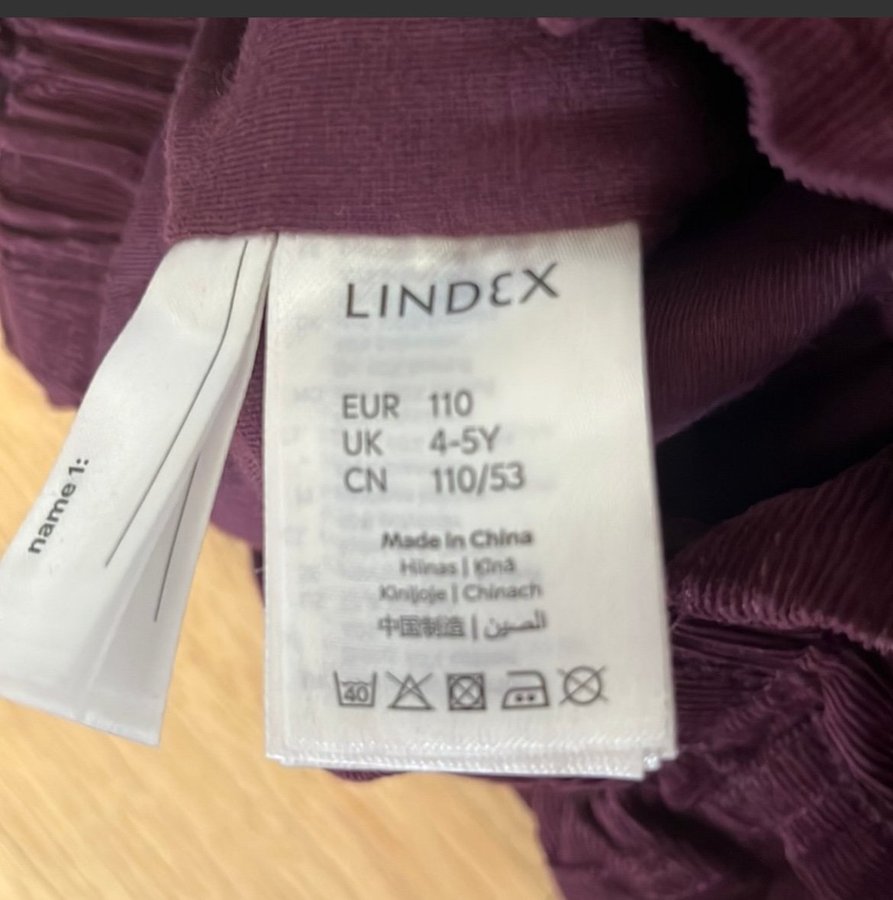 LINDEX
EUR 110
UK 4-5Y
CN 110/53
Made in China
Hiinas | Ķīnā
Kinijoje | Chinach
中国制造 | الصين
40
name 1: